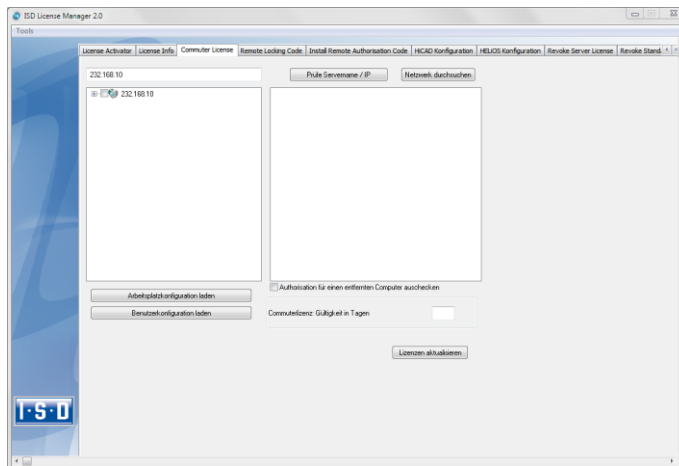 ISD License Manager 2.0
Tools
License Activator License Info Commuter License Remote Locking Code Install Remote Authorisation Code HiCAD Konfiguration HELiOS Konfiguration Revoke Server License Revoke Stand
232.168.10 Prüfe Servername / IP Netzwerk durchsuchen
232.168.10
Authorisation für einen entfernten Computer auschecken
Arbeitsplatzkonfiguration laden
Benutzerkonfiguration laden Commuterlizenz: Gültigkeit in Tagen
Lizenzen aktualisieren
I·S·D